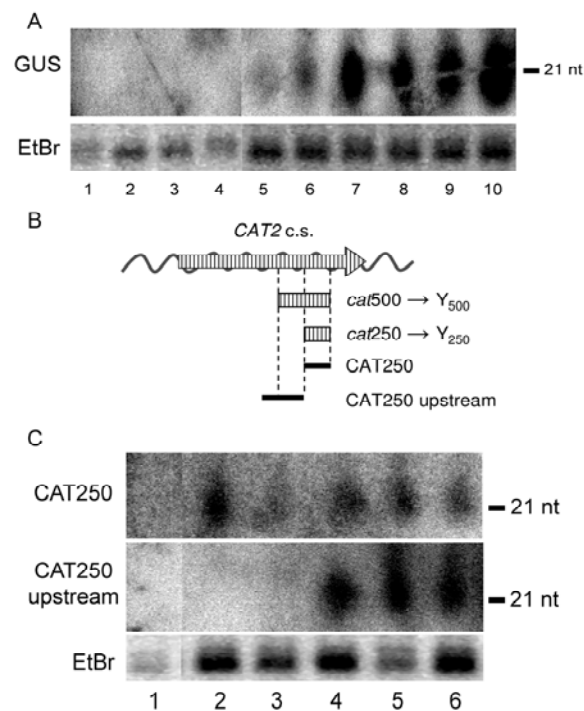 A
GUS
21 nt
EtBr
1 2 3 4 5 6 7 8 9 10
B
CAT2 c.s.
cat500 → Y500
cat250 → Y250
CAT250
CAT250 upstream
C
CAT250
21 nt
CAT250
upstream
21 nt
EtBr
1 2 3 4 5 6